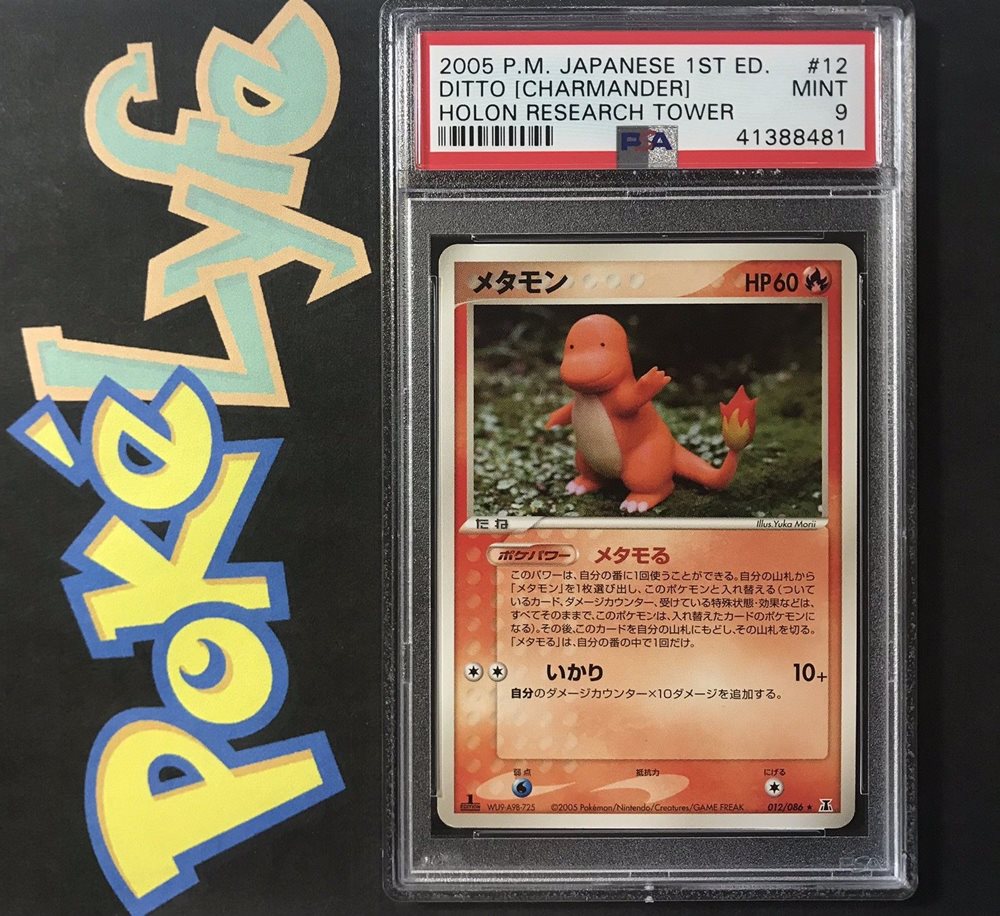 PokéLyfe
2005 P.M. JAPANESE 1ST ED. #12
DITTO [CHARMANDER] MINT
HOLON RESEARCH TOWER 9
PSA 41388481
メタモン HP60
たね Illus.Yuka Morii
ポケパワー メタモる
このパワーは、自分の番に1回使うことができる。自分の山札から
「メタモン」を1枚選び出し、このポケモンと入れ替える(ついて
いるカード、ダメージカウンター、受けている特殊状態・効果などは、
すべてそのままで、このポケモンは、入れ替えたカードのポケモンに
なる)。その後、このカードを自分の山札にもどし、その山札を切る。
「メタモる」は、自分の番の中で1回だけ。
いかり 10+
自分のダメージカウンター×10ダメージを追加する。
弱点 抵抗力 にげる
1 EDITION WU9-A98-725 ©2005 Pokémon/Nintendo/Creatures/GAME FREAK 012/086 ★
PSA